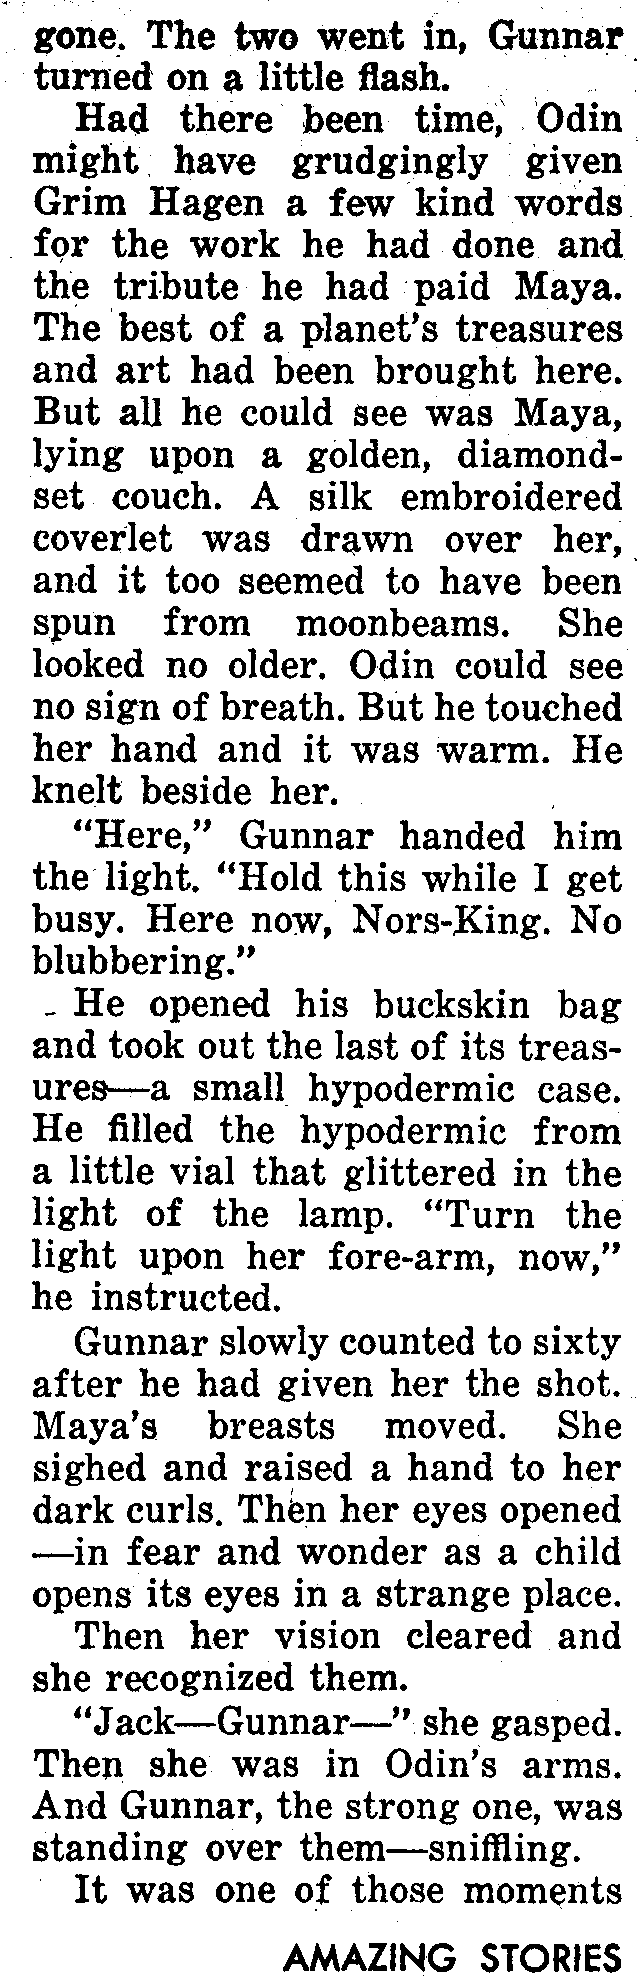 gone. The two went in, Gunnar
turned on a little flash.
Had there been time, Odin
might have grudgingly given
Grim Hagen a few kind words
for the work he had done and
the tribute he had paid Maya.
The best of a planet's treasures
and art had been brought here.
But all he could see was Maya,
lying upon a golden, diamond-
set couch. A silk embroidered
coverlet was drawn over her,
and it too seemed to have been
spun from moonbeams. She
looked no older. Odin could see
no sign of breath. But he touched
her hand and it was warm. He
knelt beside her.
"Here," Gunnar handed him
the light. "Hold this while I get
busy. Here now, Nors-King. No
blubbering."
He opened his buckskin bag
and took out the last of its treas-
ures—a small hypodermic case.
He filled the hypodermic from
a little vial that glittered in the
light of the lamp. "Turn the
light upon her fore-arm, now,"
he instructed.
Gunnar slowly counted to sixty
after he had given her the shot.
Maya's breasts moved. She
sighed and raised a hand to her
dark curls. Then her eyes opened
—in fear and wonder as a child
opens its eyes in a strange place.
Then her vision cleared and
she recognized them.
"Jack—Gunnar—" she gasped.
Then she was in Odin's arms.
And Gunnar, the strong one, was
standing over them—sniffling.
It was one of those moments
AMAZING STORIES